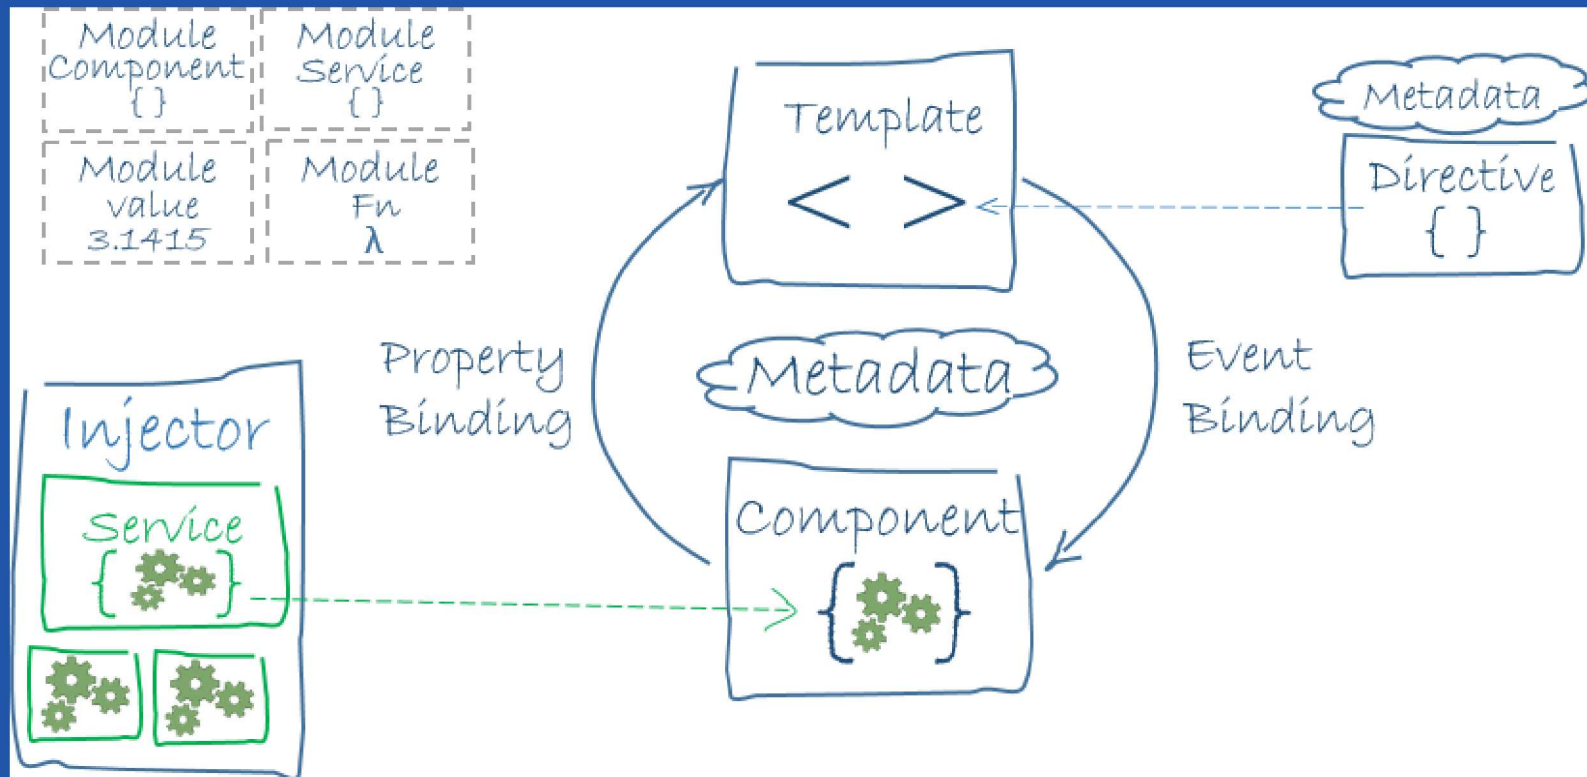 Module
Component
{ }
Module
Service
{ }
Module
value
3.1415
Module
Fn
λ
Template
< >
Metadata
Directive
{ }
Property
Binding
Metadata
Event
Binding
Injector
Service
{ }
Component
{ }